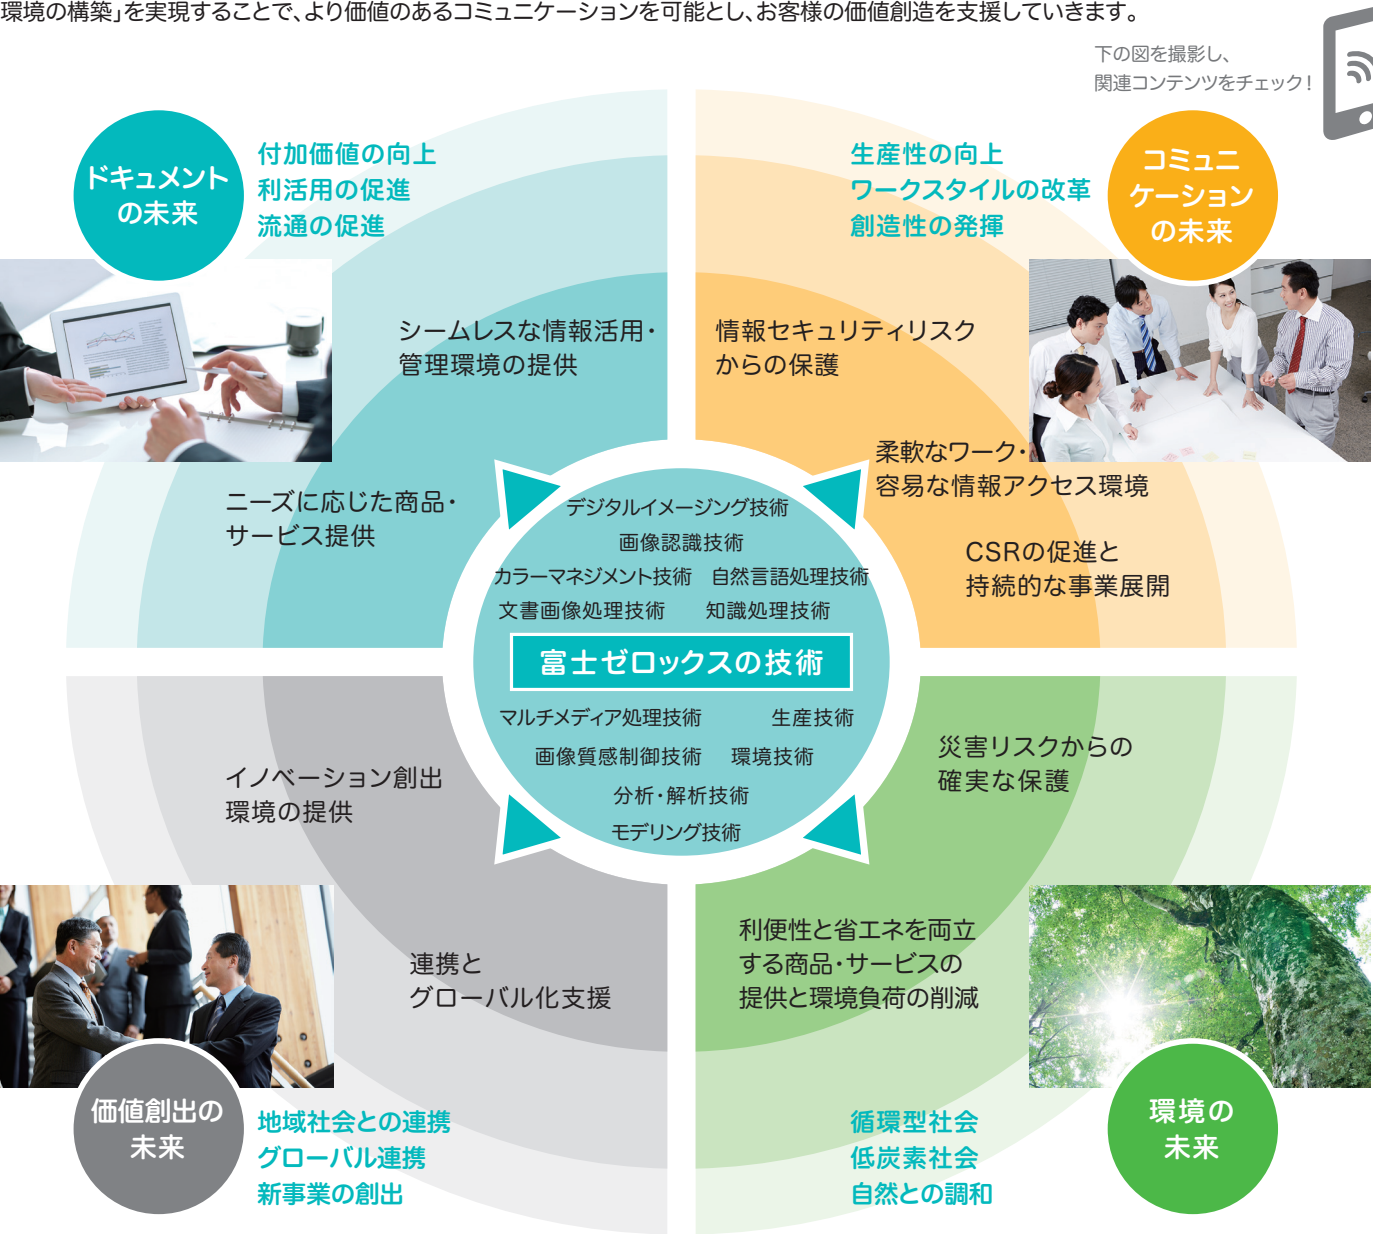 環境の構築」を実現することで、より価値のあるコミュニケーションを可能とし、お客様の価値創造を支援していきます。
下の図を撮影し、
関連コンテンツをチェック！
ドキュメント
の未来
付加価値の向上
利活用の促進
流通の促進
生産性の向上
ワークスタイルの改革
創造性の発揮
コミュニ
ケーション
の未来
シームレスな情報活用・
管理環境の提供
情報セキュリティリスク
からの保護
ニーズに応じた商品・
サービス提供
柔軟なワーク・
容易な情報アクセス環境
CSRの促進と
持続的な事業展開
デジタルイメージング技術
画像認識技術
カラーマネジメント技術 自然言語処理技術
文書画像処理技術 知識処理技術
富士ゼロックスの技術
マルチメディア処理技術 生産技術
画像質感制御技術 環境技術
分析・解析技術
モデリング技術
イノベーション創出
環境の提供
災害リスクからの
確実な保護
連携と
グローバル化支援
利便性と省エネを両立
する商品・サービスの
提供と環境負荷の削減
価値創出の
未来
地域社会との連携
グローバル連携
新事業の創出
循環型社会
低炭素社会
自然との調和
環境の
未来